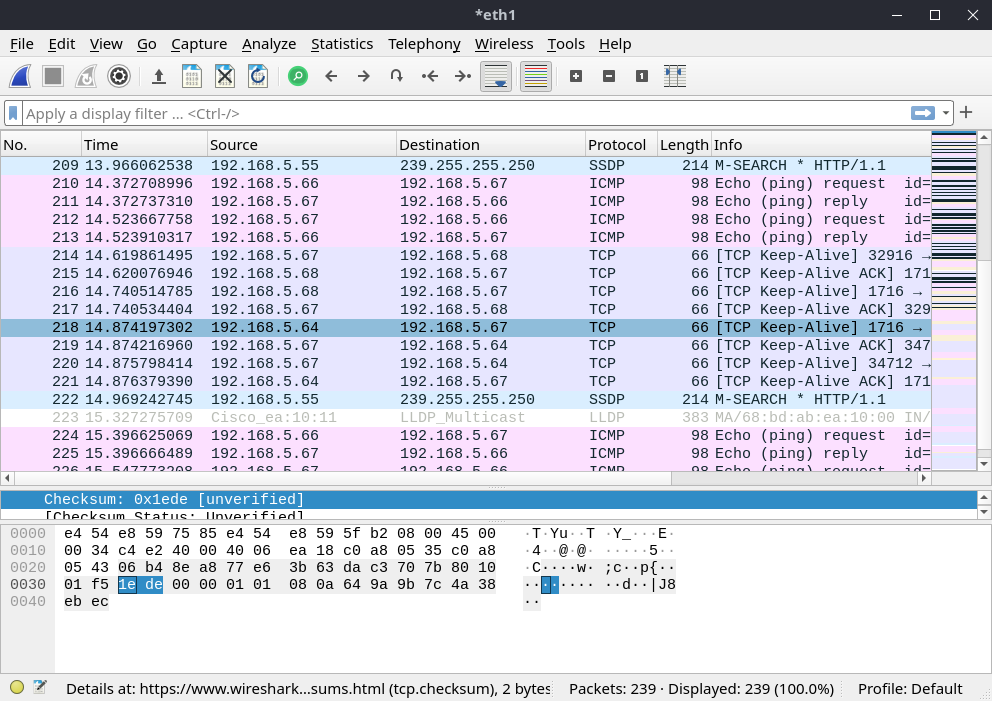 *eth1
File Edit View Go Capture Analyze Statistics Telephony Wireless Tools Help
Apply a display filter ... <Ctrl-/>
No. Time Source Destination Protocol Length Info
209 13.966062538 192.168.5.55 239.255.255.250 SSDP 214 M-SEARCH * HTTP/1.1
210 14.372708996 192.168.5.66 192.168.5.67 ICMP 98 Echo (ping) request id=
211 14.372737310 192.168.5.67 192.168.5.66 ICMP 98 Echo (ping) reply id=
212 14.523667758 192.168.5.67 192.168.5.66 ICMP 98 Echo (ping) request id=
213 14.523910317 192.168.5.66 192.168.5.67 ICMP 98 Echo (ping) reply id=
214 14.619861495 192.168.5.67 192.168.5.68 TCP 66 [TCP Keep-Alive] 32916 →
215 14.620076946 192.168.5.68 192.168.5.67 TCP 66 [TCP Keep-Alive ACK] 171
216 14.740514785 192.168.5.68 192.168.5.67 TCP 66 [TCP Keep-Alive] 1716 →
217 14.740534404 192.168.5.67 192.168.5.68 TCP 66 [TCP Keep-Alive ACK] 329
218 14.874197302 192.168.5.64 192.168.5.67 TCP 66 [TCP Keep-Alive] 1716 →
219 14.874216960 192.168.5.67 192.168.5.64 TCP 66 [TCP Keep-Alive ACK] 347
220 14.875798414 192.168.5.67 192.168.5.64 TCP 66 [TCP Keep-Alive] 34712 →
221 14.876379390 192.168.5.64 192.168.5.67 TCP 66 [TCP Keep-Alive ACK] 171
222 14.969242745 192.168.5.55 239.255.255.250 SSDP 214 M-SEARCH * HTTP/1.1
223 15.327275709 Cisco_ea:10:11 LLDP_Multicast LLDP 383 MA/68:bd:ab:ea:10:00 IN/
224 15.396625069 192.168.5.66 192.168.5.67 ICMP 98 Echo (ping) request id=
225 15.396666489 192.168.5.67 192.168.5.66 ICMP 98 Echo (ping) reply id=
226 15.547773208 192.168.5.67 192.168.5.66 ICMP 98 Echo (ping) request id=
Checksum: 0x1ede [unverified]
[Checksum Status: Unverified]
0000 e4 54 e8 59 75 85 e4 54 e8 59 5f b2 08 00 45 00 ·T·Yu··T ·Y_···E·
0010 00 34 c4 e2 40 00 40 06 ea 18 c0 a8 05 35 c0 a8 ·4··@·@· ·····5··
0020 05 43 06 b4 8e a8 77 e6 3b 63 da c3 70 7b 80 10 ·C····w· ;c··p{··
0030 01 f5 1e de 00 00 01 01 08 0a 64 9a 9b 7c 4a 38 ········ ··d··|J8
0040 eb ec ··
Details at: https://www.wireshark...sums.html (tcp.checksum), 2 bytes Packets: 239 · Displayed: 239 (100.0%) Profile: Default